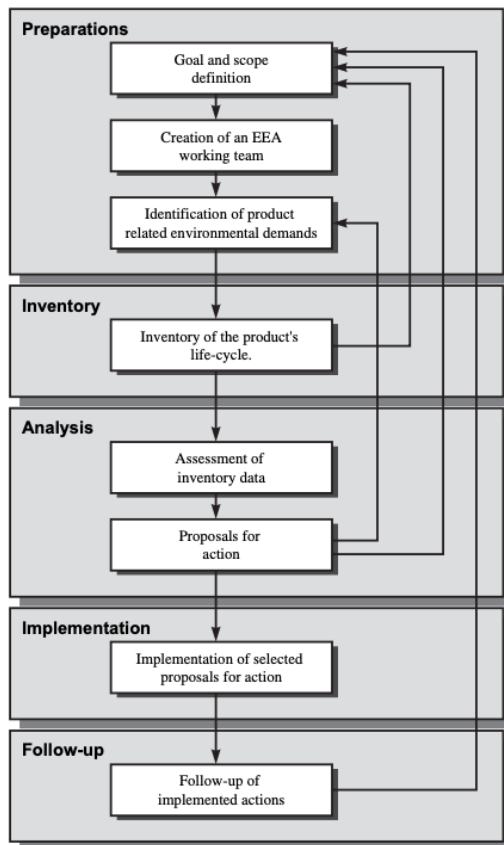 Preparations
Goal and scope
definition
Creation of an EEA
working team
Identification of product
related environmental demands
Inventory
Inventory of the product's
life-cycle.
Analysis
Assessment of
inventory data
Proposals for
action
Implementation
Implementation of selected
proposals for action
Follow-up
Follow-up of
implemented actions